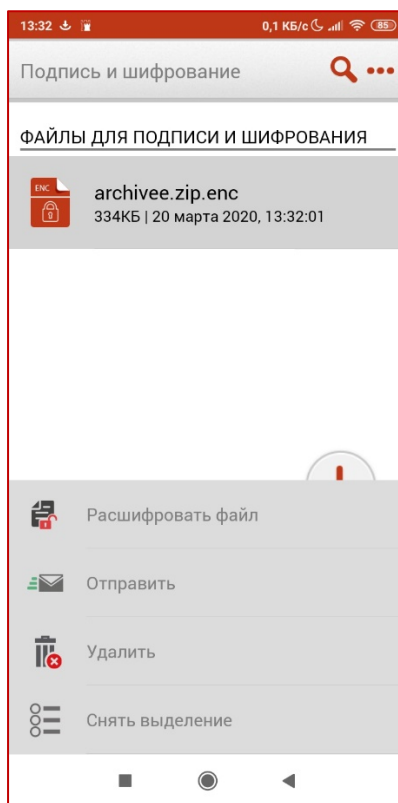 13:32 0,1 КБ/с 85
Подпись и шифрование
ФАЙЛЫ ДЛЯ ПОДПИСИ И ШИФРОВАНИЯ
ENC
archivee.zip.enc
334КБ | 20 марта 2020, 13:32:01
Расшифровать файл
Отправить
Удалить
Снять выделение